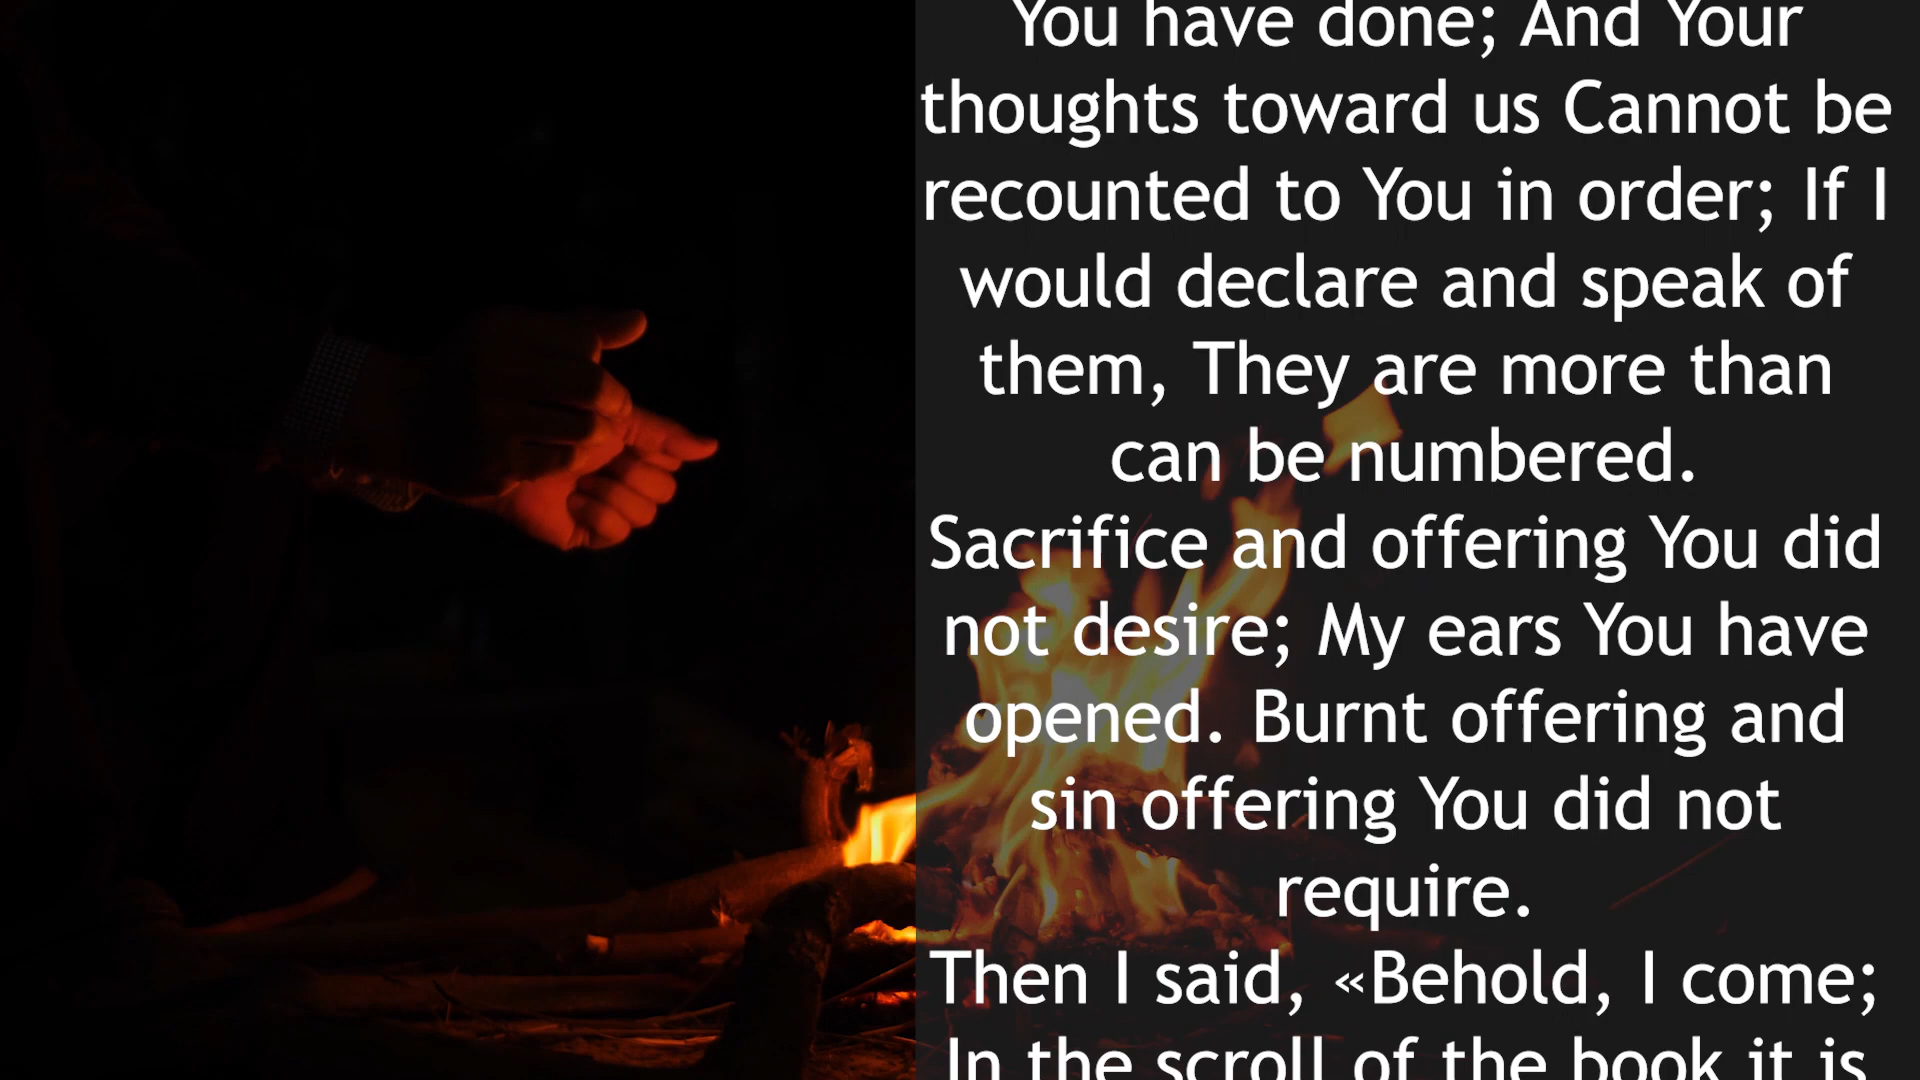 You have done; And Your
thoughts toward us Cannot be
recounted to You in order; If I
would declare and speak of
them, They are more than
can be numbered.
Sacrifice and offering You did
not desire; My ears You have
opened. Burnt offering and
sin offering You did not
require.
Then I said, «Behold, I come;
In the scroll of the book it is